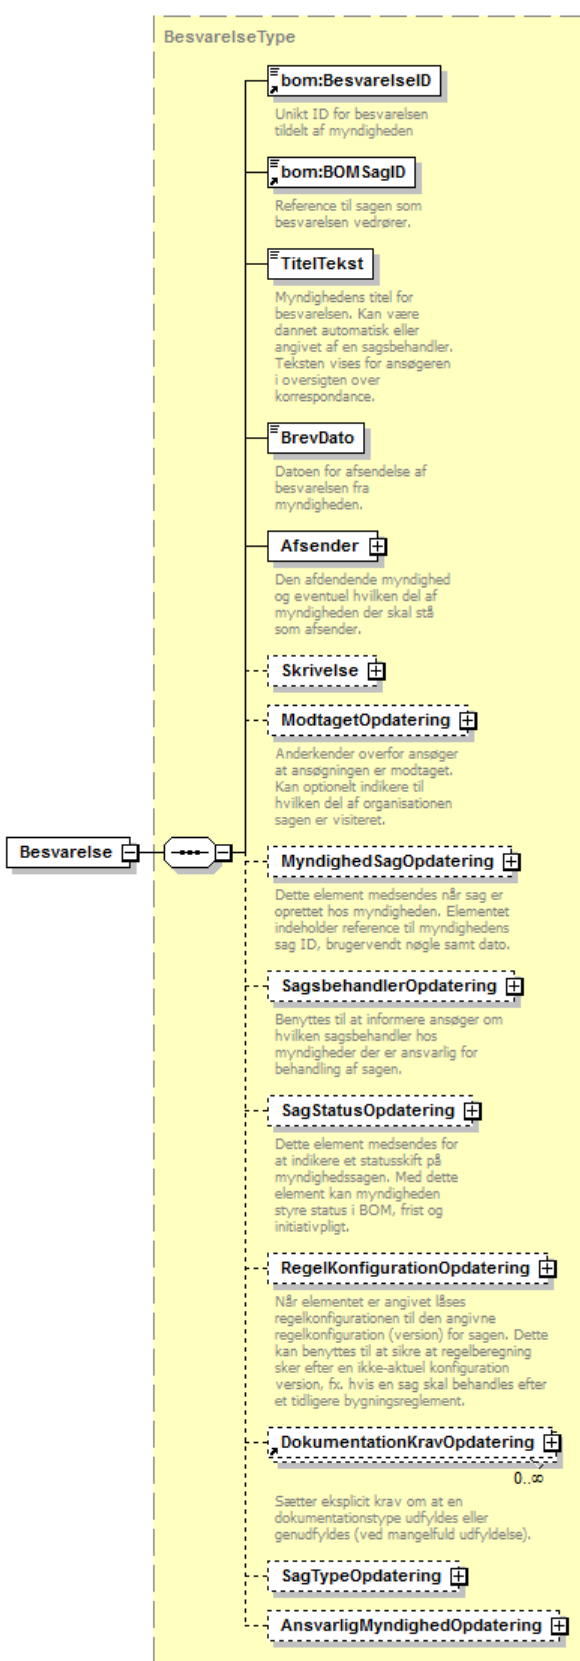 BesvarelseType
bom:BesvarelseID
Unikt ID for besvarelsen
tildelt af myndigheden
bom:BOMSagID
Reference til sagen som
besvarelsen vedrører.
TitelTekst
Myndighedens titel for
besvarelsen. Kan være
dannet automatisk eller
angivet af en sagsbehandler.
Teksten vises for ansøgeren
i oversigten over
korrespondance.
BrevDato
Datoen for afsendelse af
besvarelsen fra
myndigheden.
Afsender
Den afdendende myndighed
og eventuel hvilken del af
myndigheden der skal stå
som afsender.
Skrivelse
ModtagetOpdatering
Anderkender overfor ansøger
at ansøgningen er modtaget.
Kan optionelt indikere til
hvilken del af organisationen
sagen er visiteret.
Besvarelse
MyndighedSagOpdatering
Dette element medsendes når sag er
oprettet hos myndigheden. Elementet
indeholder reference til myndighedens
sag ID, brugervendt nøgle samt dato.
SagsbehandlerOpdatering
Benyttes til at informere ansøger om
hvilken sagsbehandler hos
myndigheder der er ansvarlig for
behandling af sagen.
SagStatusOpdatering
Dette element medsendes for
at indikere et statusskift på
myndighedssagen. Med dette
element kan myndigheden
styre status i BOM, frist og
initiativpligt.
RegelKonfigurationOpdatering
Når elementet er angivet låses
regelkonfigurationen til den angivne
regelkonfiguration (version) for sagen. Dette
kan benyttes til at sikre at regelberegning
sker efter en ikke-aktuel konfiguration
version, fx. hvis en sag skal behandles efter
et tidligere bygningsreglement.
DokumentationKravOpdatering
0..∞
Sætter eksplicit krav om at en
dokumentationstype udfyldes eller
genudfyldes (ved mangelfuld udfyldelse).
SagTypeOpdatering
AnsvarligMyndighedOpdatering